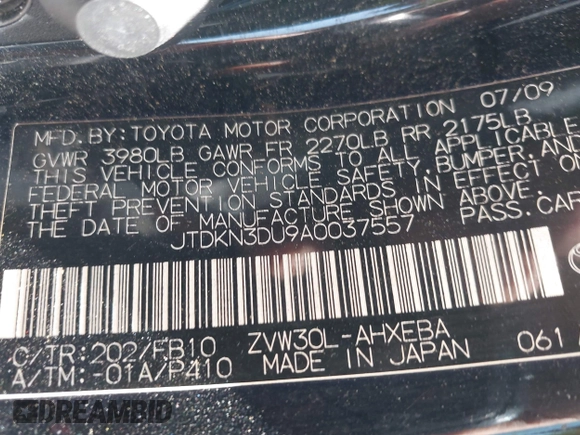 MFD. BY: TOYOTA MOTOR CORPORATION 07/09
GVWR 3980LB GAWR FR 2270LB RR 2175LB
THIS VEHICLE CONFORMS TO ALL APPLICABLE
FEDERAL MOTOR VEHICLE SAFETY, BUMPER, AND
THEFT PREVENTION STANDARDS IN EFFECT ON
THE DATE OF MANUFACTURE SHOWN ABOVE.
JTDKN3DU9A0037557 PASS. CAR
C/TR: 202/FB10 ZVW30L-AHXEBA
A/TM: -01A/P410 MADE IN JAPAN 061
DREAMBID